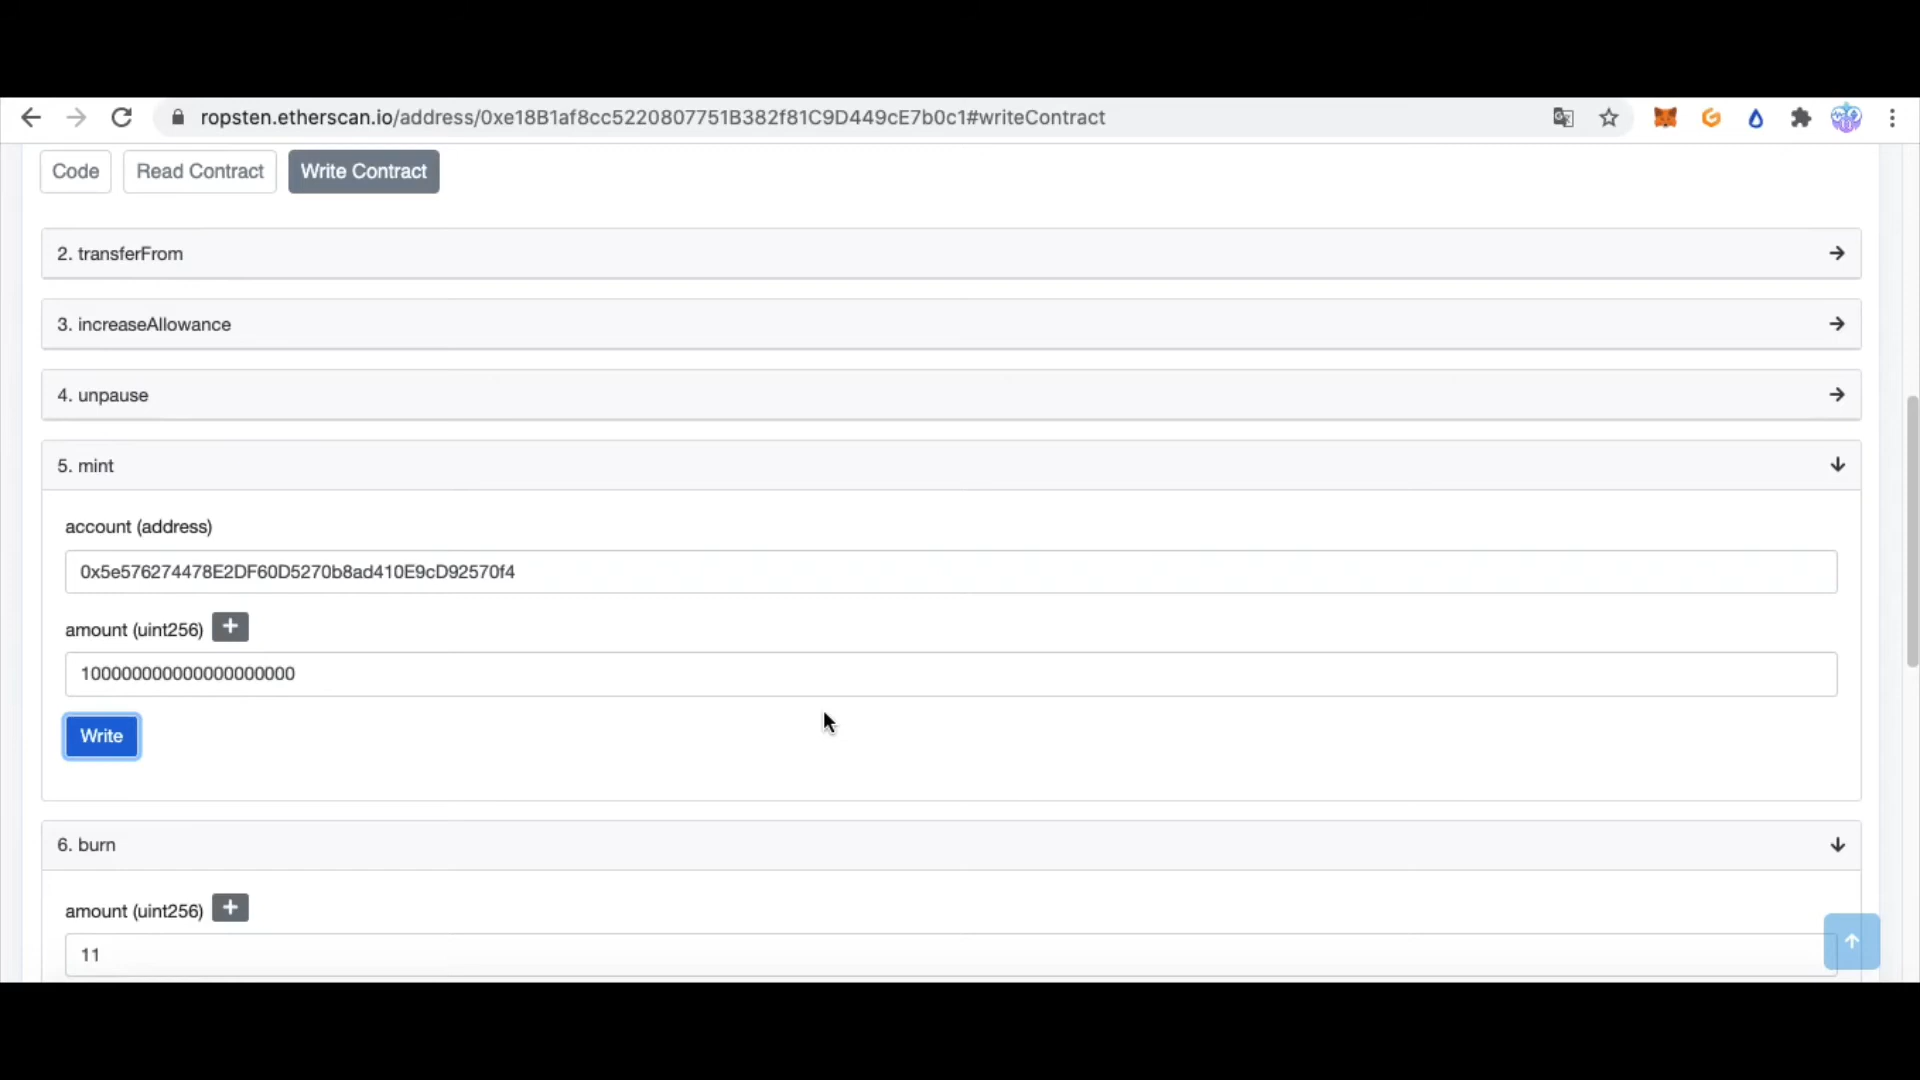 ropsten.etherscan.io/address/0xe18B1af8cc5220807751B382f81C9D449cE7b0c1#writeContract
Code Read Contract Write Contract
2. transferFrom
3. increaseAllowance
4. unpause
5. mint
account (address)
0x5e576274478E2DF60D5270b8ad410E9cD92570f4
amount (uint256)
1000000000000000000000
Write
6. burn
amount (uint256)
11